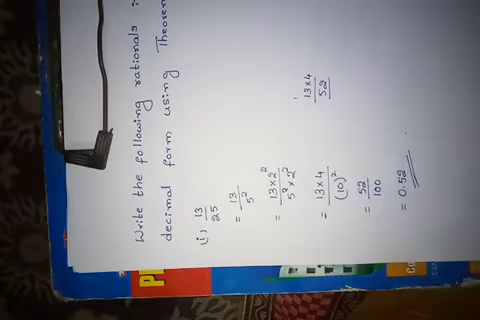 Write the following rationals i
decimal form using Theorem
(i) 13/25
= 13/5²
= 13×2²/5²×2²
= 13×4/(10)²
= 52/100
= 0.52
13×4
52